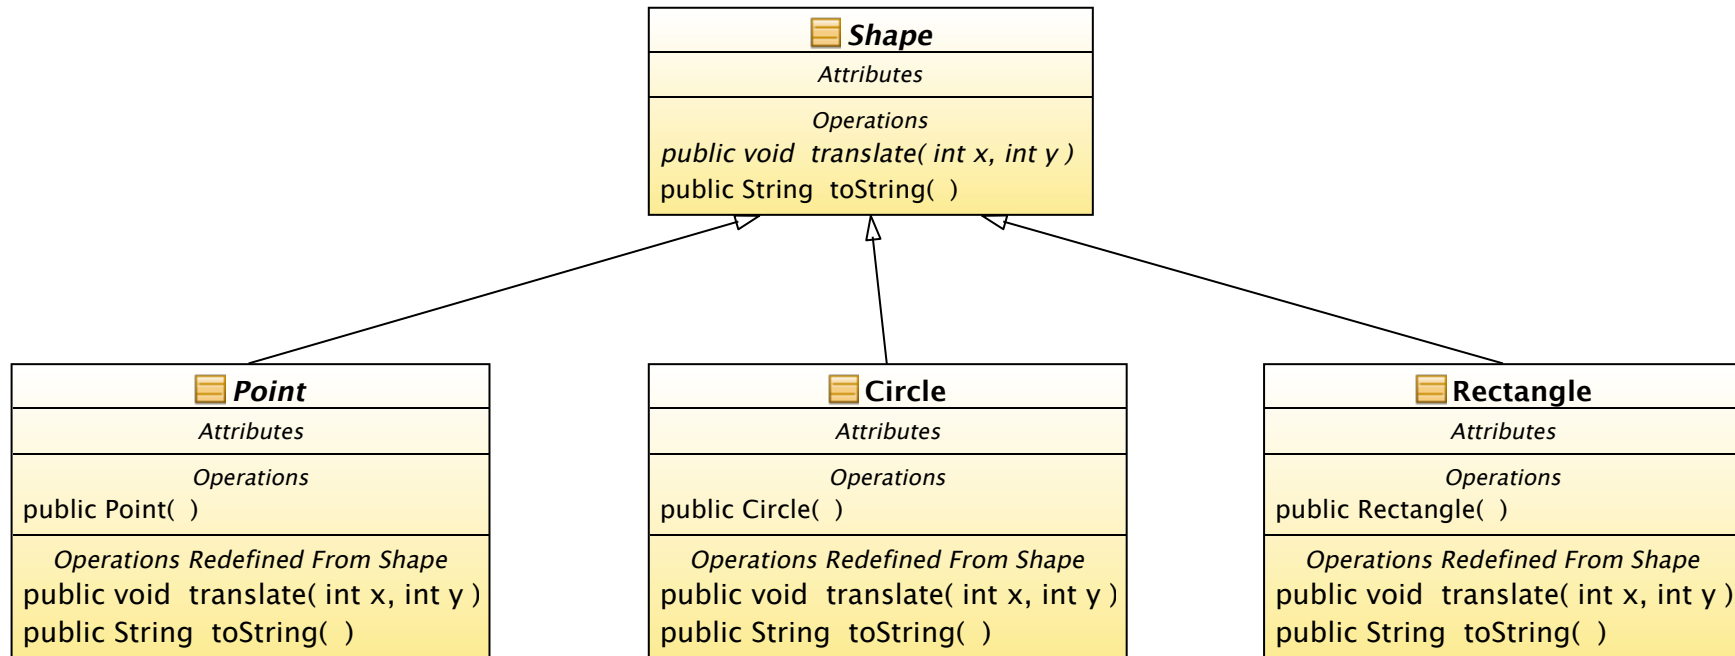 Shape
Attributes
Operations
public void  translate( int x, int y )
public String  toString(  )
Point
Attributes
Operations
public Point(  )
Operations Redefined From Shape
public void  translate( int x, int y )
public String  toString(  )
Circle
Attributes
Operations
public Circle(  )
Operations Redefined From Shape
public void  translate( int x, int y )
public String  toString(  )
Rectangle
Attributes
Operations
public Rectangle(  )
Operations Redefined From Shape
public void  translate( int x, int y )
public String  toString(  )